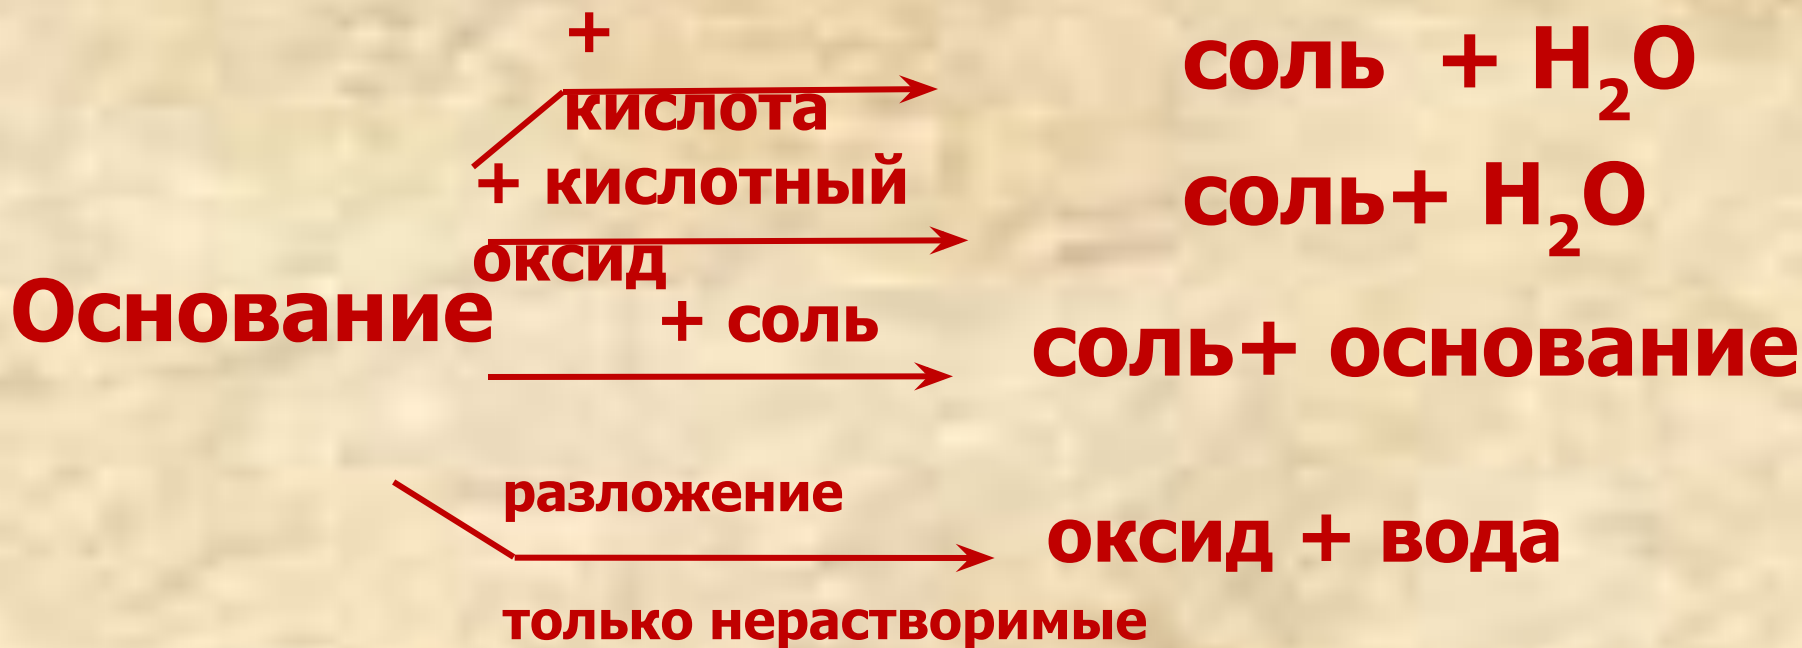 +
кислота
соль + H₂O
+ кислотный
оксид
соль+ H₂O
Основание
+ соль
соль+ основание
разложение
оксид + вода
только нерастворимые